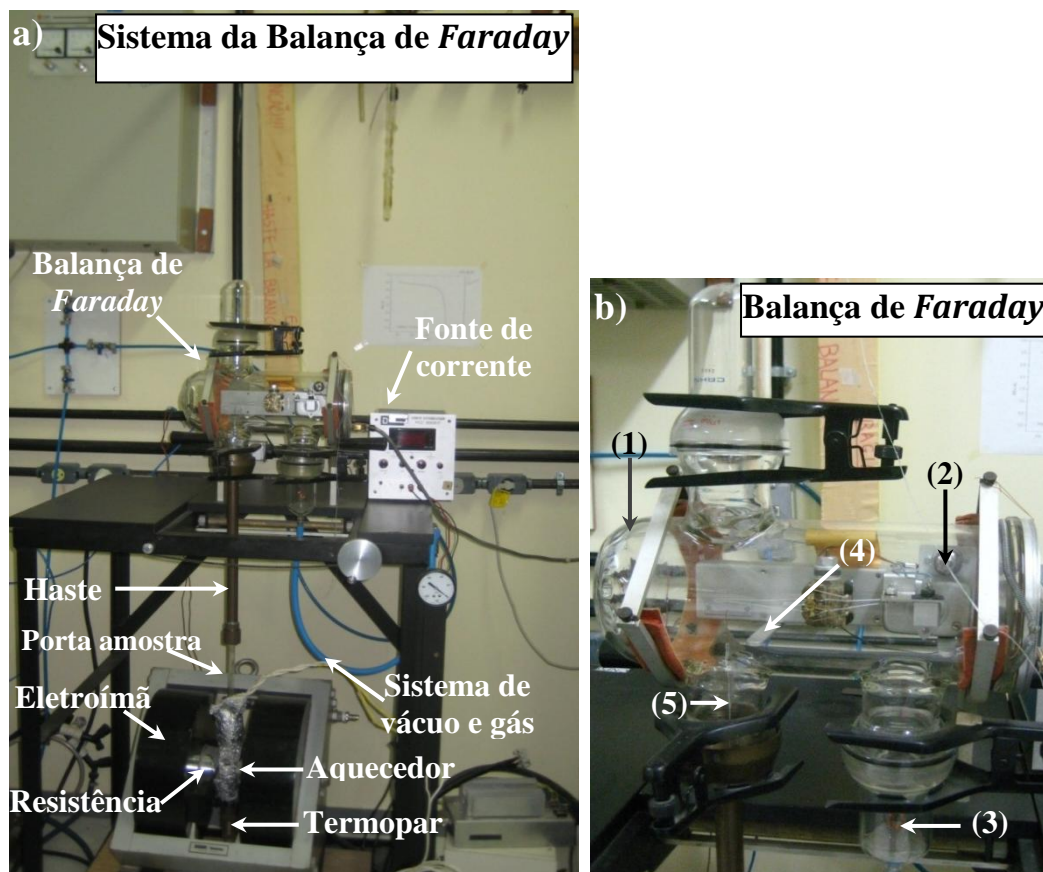 a)
Sistema da Balança de Faraday
Balança de
Faraday
Fonte de
corrente
Haste
Porta amostra
Eletroímã
Sistema de
vácuo e gás
Aquecedor
Resistência
Termopar
b)
Balança de Faraday
(1)
(2)
(4)
(5)
(3)